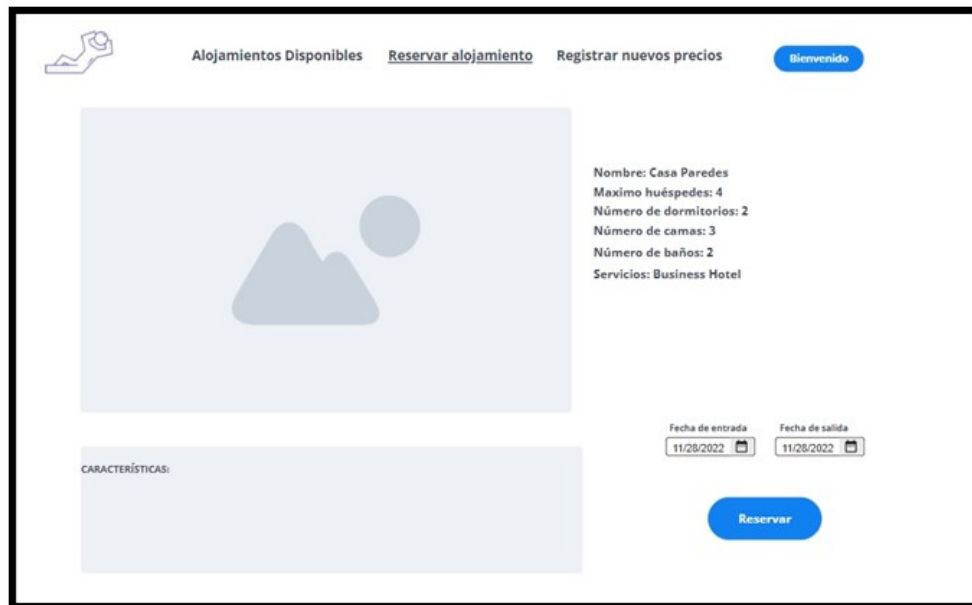 Alojamientos Disponibles Reservar alojamiento Registrar nuevos precios Bienvenido
Nombre: Casa Paredes
Maximo huéspedes: 4
Número de dormitorios: 2
Número de camas: 3
Número de baños: 2
Servicios: Business Hotel
Fecha de entrada Fecha de salida
11/28/2022 11/28/2022
CARACTERÍSTICAS:
Reservar